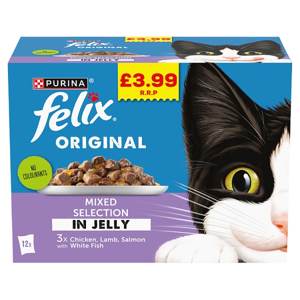 PURINA
£3.99
R.R.P
felix
ORIGINAL
NO
COLOURANTS
MIXED
SELECTION
IN JELLY
3x Chicken, Lamb, Salmon
with White Fish
12x